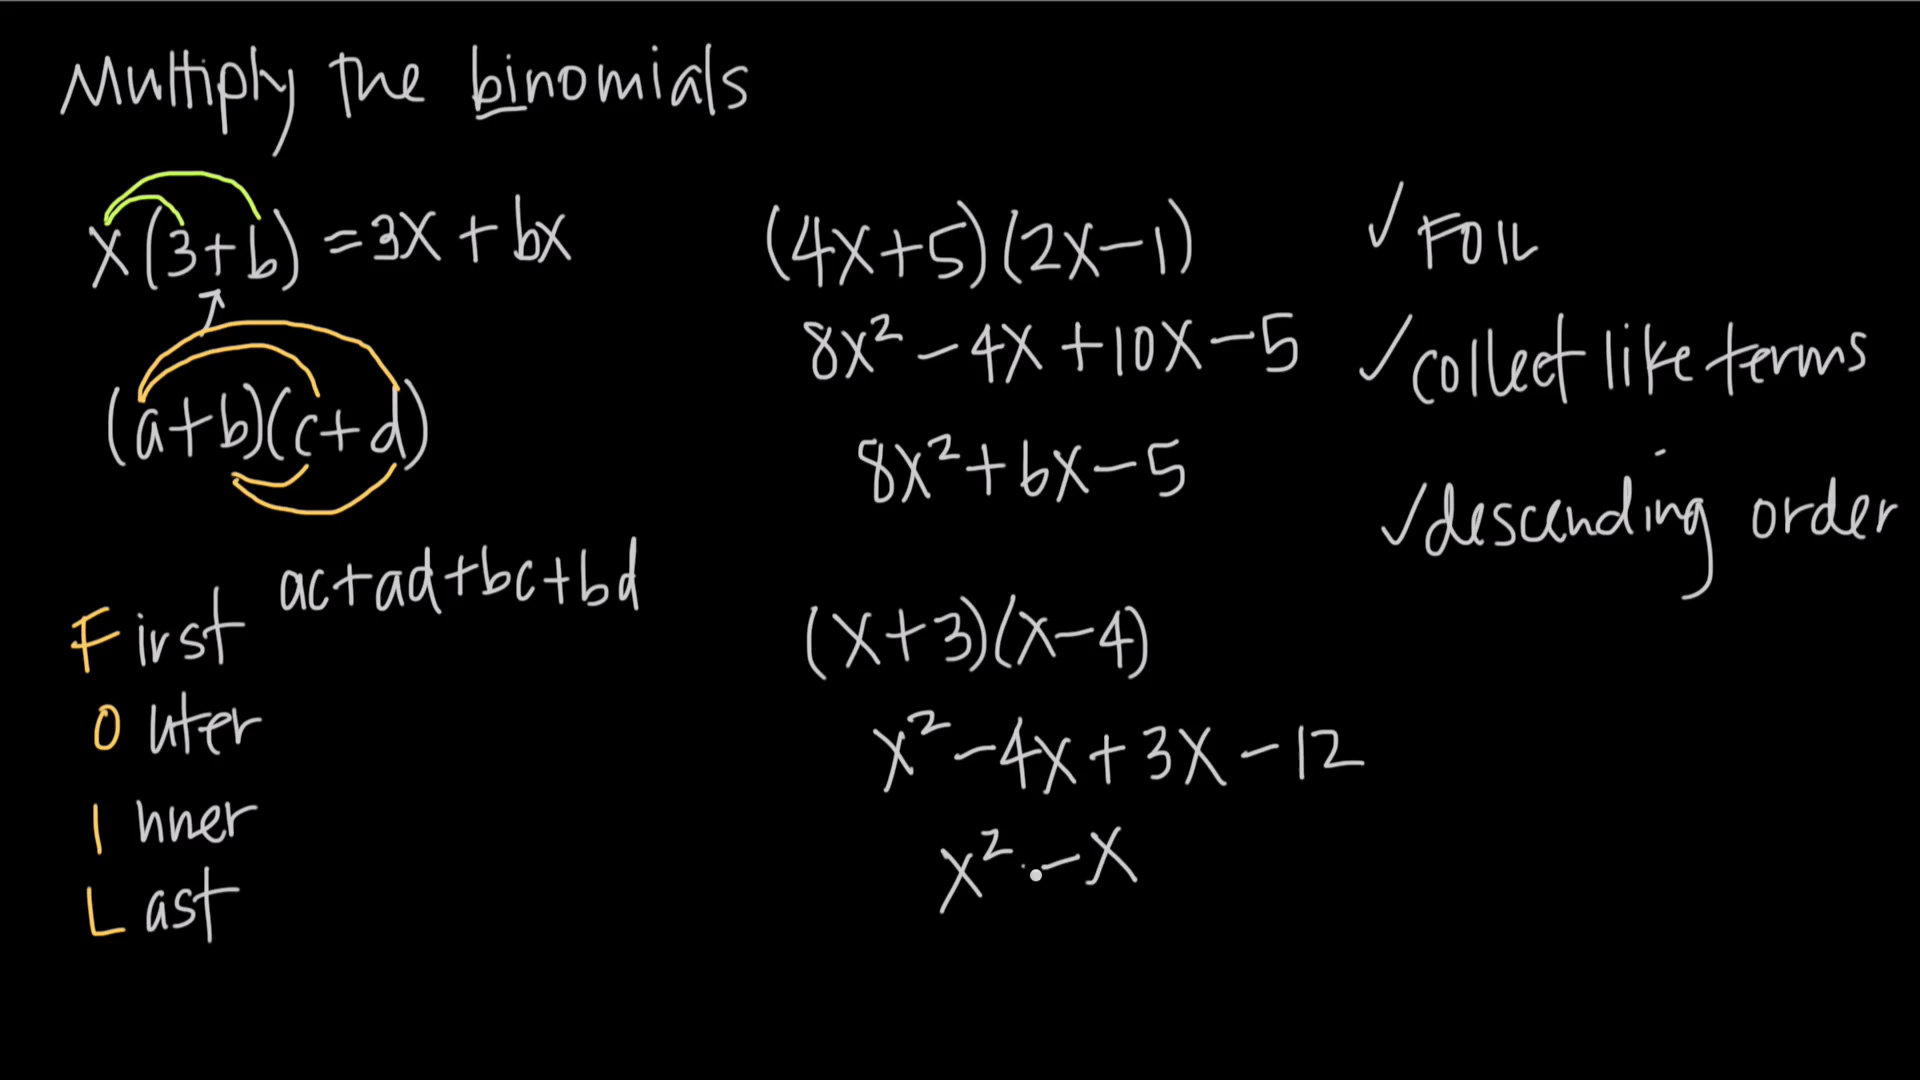 Multiply the binomials
x(3+b) = 3x + bx
(a+b)(c+d)
ac+ad+bc+bd
First
Outer
Inner
Last
(4x+5)(2x-1)
8x² - 4x + 10x - 5
8x² + 6x - 5
(x+3)(x-4)
x² - 4x + 3x - 12
x² - x
✓ FOIL
✓ collect like terms
✓ descending order